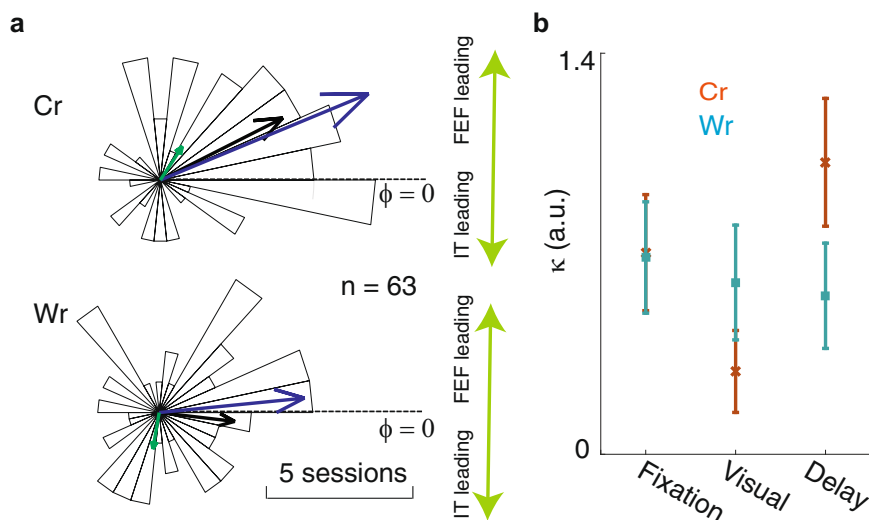 a
Cr
ϕ = 0
FEF leading
IT leading
n = 63
Wr
ϕ = 0
FEF leading
IT leading
5 sessions
b
1.4
Cr
Wr
κ (a.u.)
0
Fixation
Visual
Delay